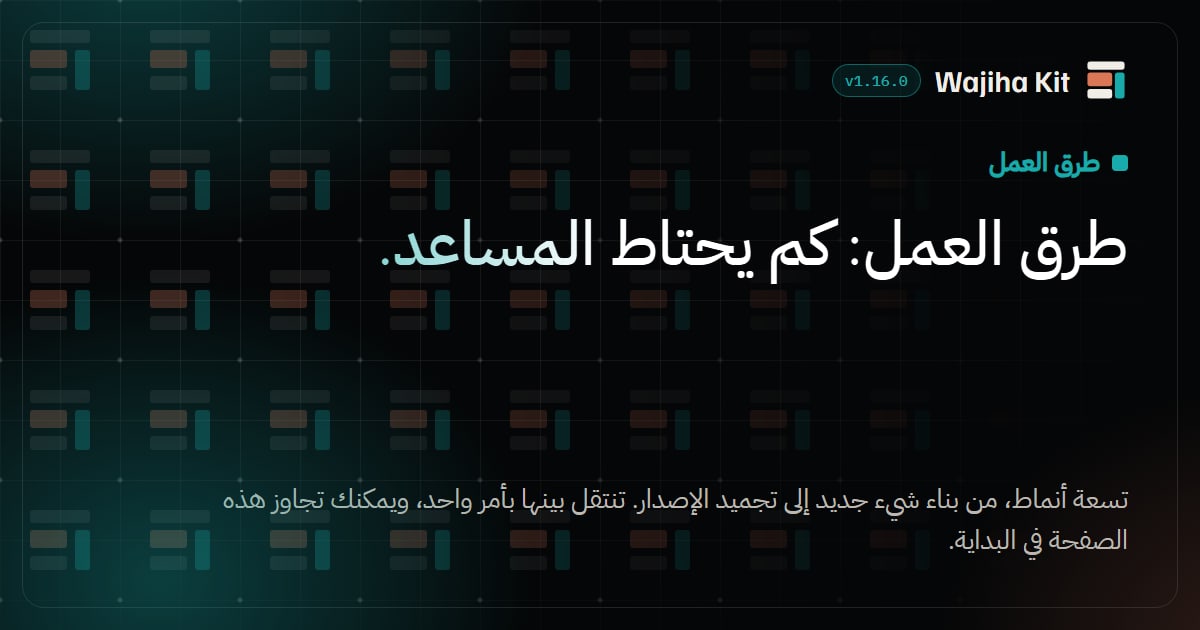 Wajiha Kit v1.16.0
طرق العمل
طرق العمل: كم يحتاط المساعد.
تسعة أنماط، من بناء شيء جديد إلى تجميد الإصدار. تنتقل بينها بأمر واحد، ويمكنك تجاوز هذه
الصفحة في البداية.